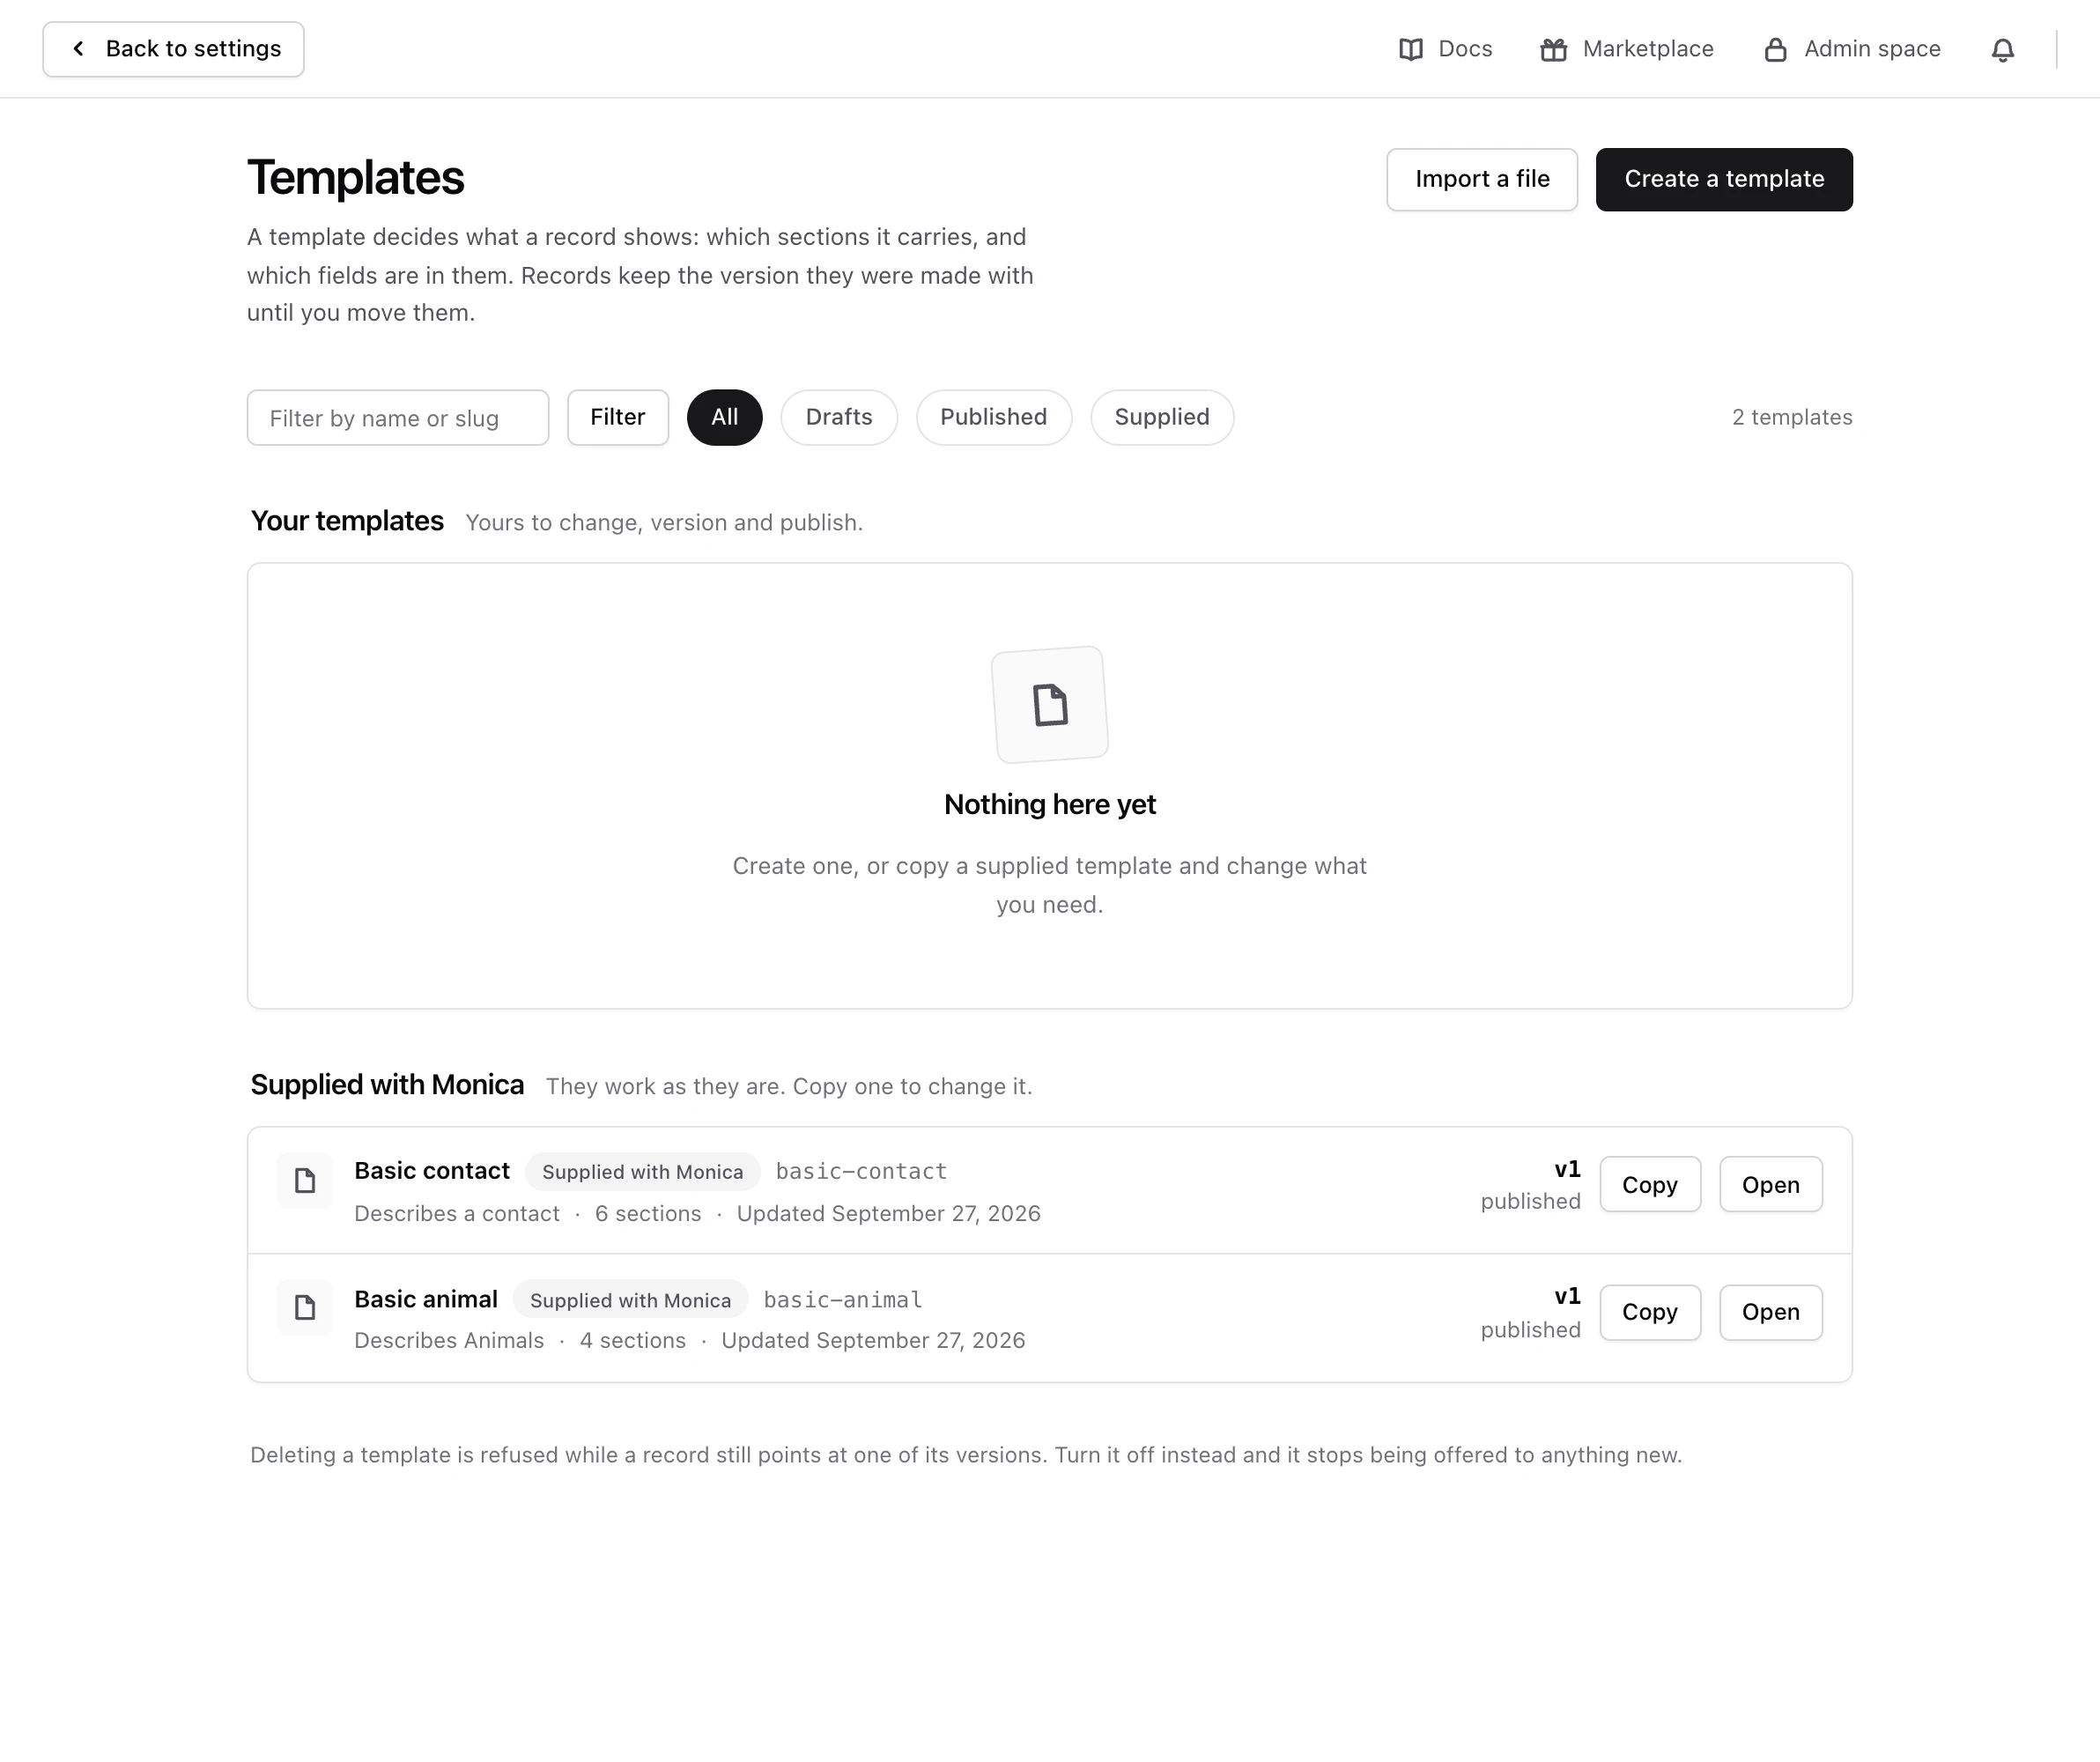 Back to settings
Docs
Marketplace
Admin space
Templates
Import a file
Create a template
A template decides what a record shows: which sections it carries, and
which fields are in them. Records keep the version they were made with
until you move them.
Filter by name or slug
Filter
All
Drafts
Published
Supplied
2 templates
Your templates Yours to change, version and publish.
Nothing here yet
Create one, or copy a supplied template and change what
you need.
Supplied with Monica They work as they are. Copy one to change it.
Basic contact Supplied with Monica basic-contact
Describes a contact · 6 sections · Updated September 27, 2026
v1
published
Copy
Open
Basic animal Supplied with Monica basic-animal
Describes Animals · 4 sections · Updated September 27, 2026
v1
published
Copy
Open
Deleting a template is refused while a record still points at one of its versions. Turn it off instead and it stops being offered to anything new.